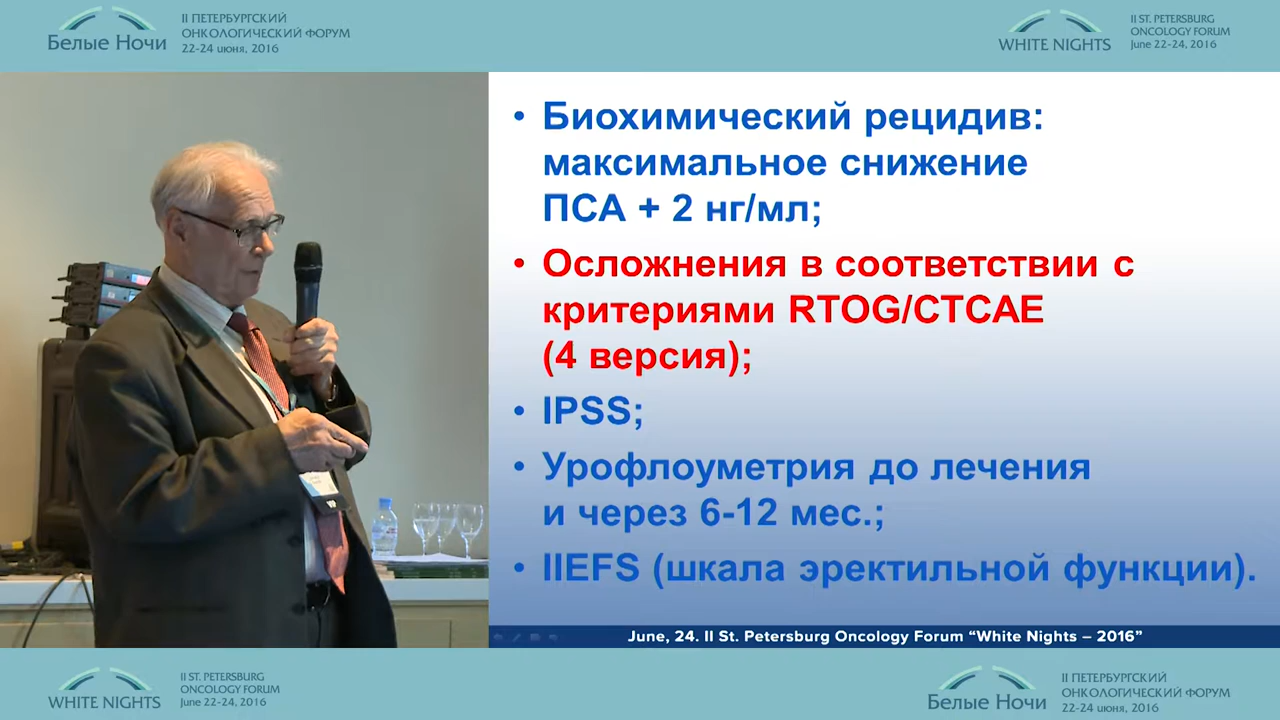 Белые Ночи
II ПЕТЕРБУРГСКИЙ
ОНКОЛОГИЧЕСКИЙ ФОРУМ
22-24 июня, 2016
WHITE NIGHTS
II ST. PETERSBURG
ONCOLOGY FORUM
June 22-24, 2016
• Биохимический рецидив:
максимальное снижение
ПСА + 2 нг/мл;
• Осложнения в соответствии с
критериями RTOG/CTCAE
(4 версия);
• IPSS;
• Урофлоуметрия до лечения
и через 6-12 мес.;
• IIEFS (шкала эректильной функции).
June, 24. II St. Petersburg Oncology Forum “White Nights – 2016”
WHITE NIGHTS
II ST. PETERSBURG
ONCOLOGY FORUM
June 22-24, 2016
Белые Ночи
II ПЕТЕРБУРГСКИЙ
ОНКОЛОГИЧЕСКИЙ ФОРУМ
22-24 июня, 2016